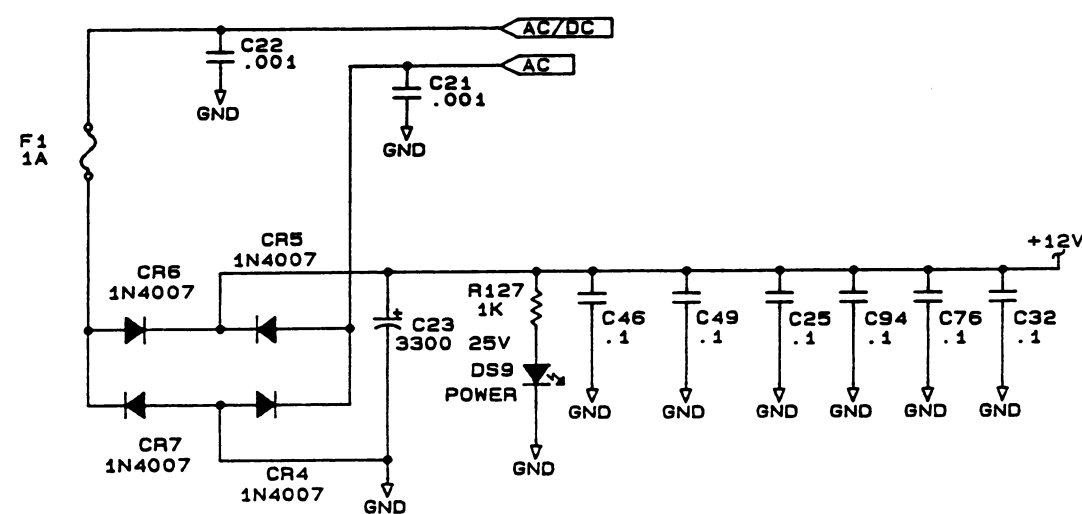 AC/DC
C22
.001
GND
AC
C21
.001
GND
F1
1A
CR5
1N4007
CR6
1N4007
+12V
R127
1K
C23
3300 25V
C46
.1
C49
.1
C25
.1
C94
.1
C76
.1
C32
.1
DS9
POWER
GND
GND
GND
GND
GND
GND
GND
CR7
1N4007
CR4
1N4007
GND